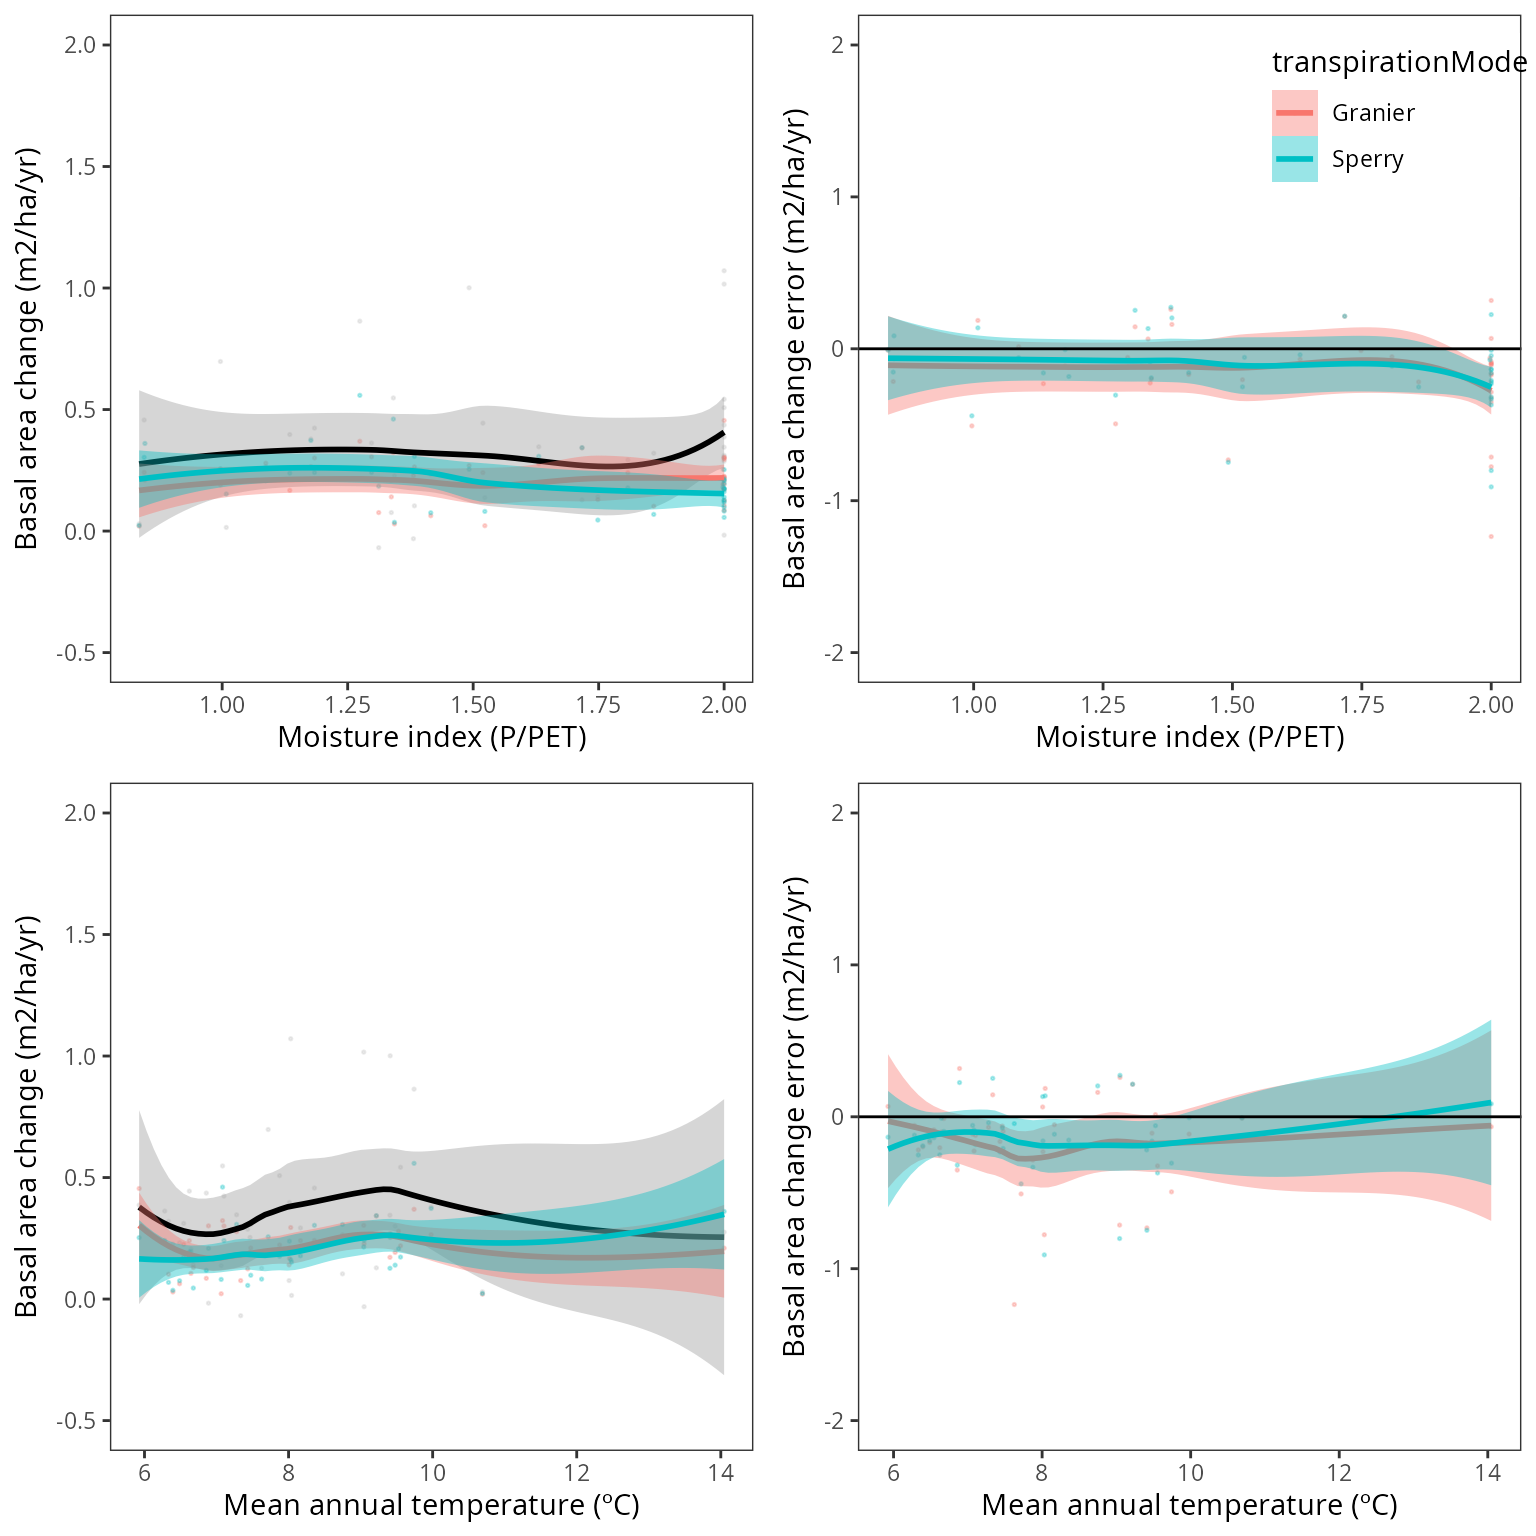 2.0
1.5
1.0
0.5
0.0
-0.5
Basal area change (m2/ha/yr)
1.00 1.25 1.50 1.75 2.00
Moisture index (P/PET)
2
1
0
-1
-2
Basal area change error (m2/ha/yr)
transpirationMode
Granier
Sperry
1.00 1.25 1.50 1.75 2.00
Moisture index (P/PET)
2.0
1.5
1.0
0.5
0.0
-0.5
Basal area change (m2/ha/yr)
6 8 10 12 14
Mean annual temperature (ºC)
2
1
0
-1
-2
Basal area change error (m2/ha/yr)
6 8 10 12 14
Mean annual temperature (ºC)